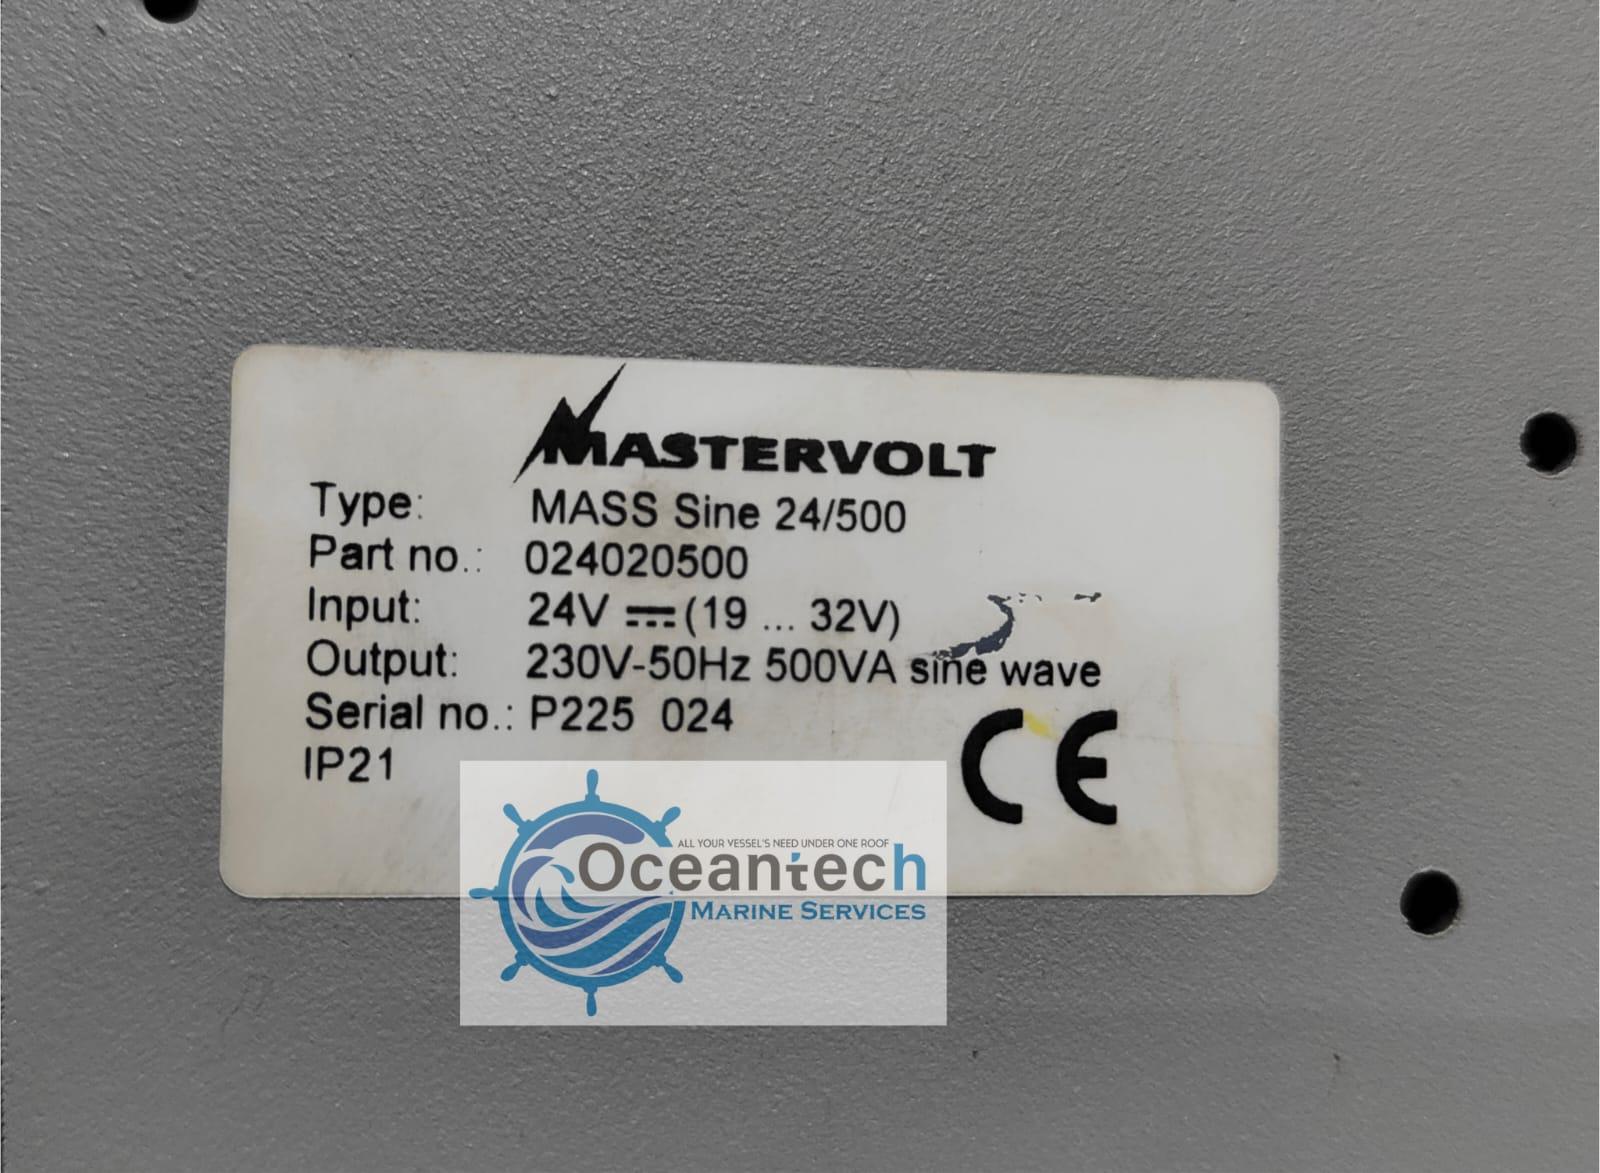 MASTERVOLT
Type: MASS Sine 24/500
Part no.: 024020500
Input: 24V ⎓ (19 ... 32V)
Output: 230V-50Hz 500VA sine wave
Serial no.: P225 024
IP21
CE
ALL YOUR VESSEL'S NEED UNDER ONE ROOF
Oceantech
MARINE SERVICES